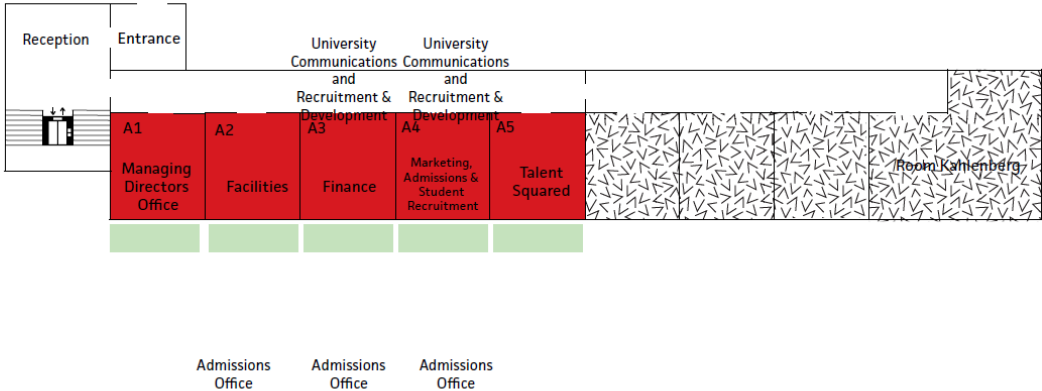 Reception
Entrance
University
Communications
and
Recruitment &
Development
University
Communications
and
Recruitment &
Development
A1
Managing
Directors
Office
A2
Facilities
A3
Finance
A4
Marketing,
Admissions &
Student
Recruitment
A5
Talent
Squared
Room Kahlenberg
Admissions
Office
Admissions
Office
Admissions
Office